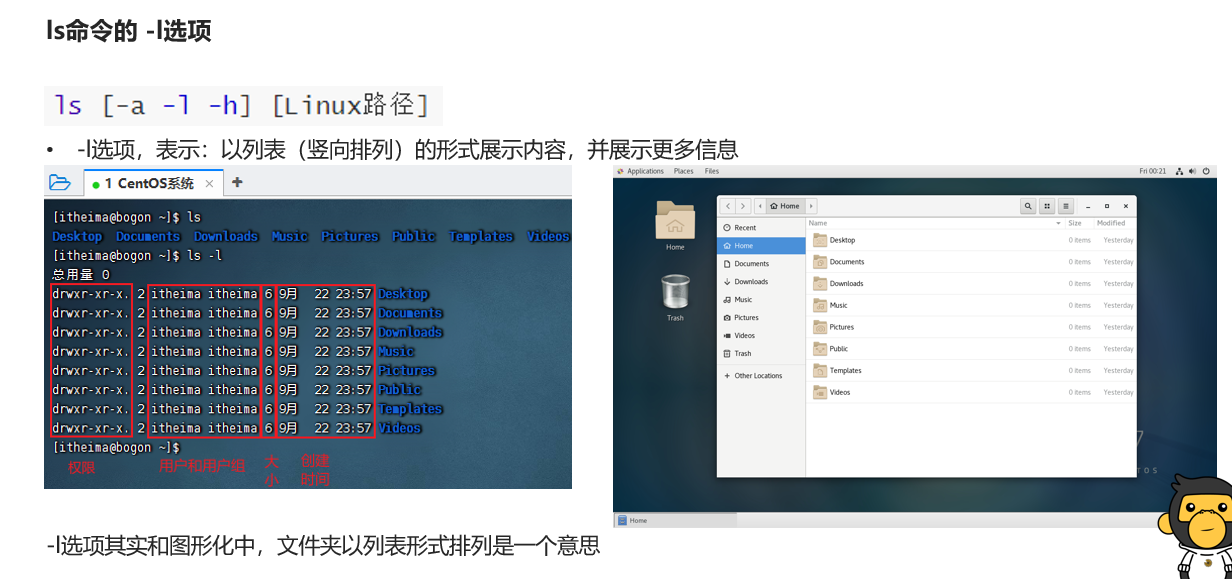 ls命令的 -l选项
ls [-a -l -h] [Linux路径]
• -l选项，表示：以列表（竖向排列）的形式展示内容，并展示更多信息
1 CentOS系统 × +
[itheima@bogon ~]$ ls
Desktop Documents Downloads Music Pictures Public Templates Videos
[itheima@bogon ~]$ ls -l
总用量 0
drwxr-xr-x. 2 itheima itheima 6 9月 22 23:57 Desktop
drwxr-xr-x. 2 itheima itheima 6 9月 22 23:57 Documents
drwxr-xr-x. 2 itheima itheima 6 9月 22 23:57 Downloads
drwxr-xr-x. 2 itheima itheima 6 9月 22 23:57 Music
drwxr-xr-x. 2 itheima itheima 6 9月 22 23:57 Pictures
drwxr-xr-x. 2 itheima itheima 6 9月 22 23:57 Public
drwxr-xr-x. 2 itheima itheima 6 9月 22 23:57 Templates
drwxr-xr-x. 2 itheima itheima 6 9月 22 23:57 Videos
[itheima@bogon ~]$
权限 用户和用户组 大小 创建时间
Applications Places Files Fri 00:21
Home
Trash
Home
Recent
Home
Documents
Downloads
Music
Pictures
Videos
Trash
+ Other Locations
Name Size Modified
Desktop 0 items Yesterday
Documents 0 items Yesterday
Downloads 0 items Yesterday
Music 0 items Yesterday
Pictures 0 items Yesterday
Public 0 items Yesterday
Templates 0 items Yesterday
Videos 0 items Yesterday
7
TOS
Home
-l选项其实和图形化中，文件夹以列表形式排列是一个意思